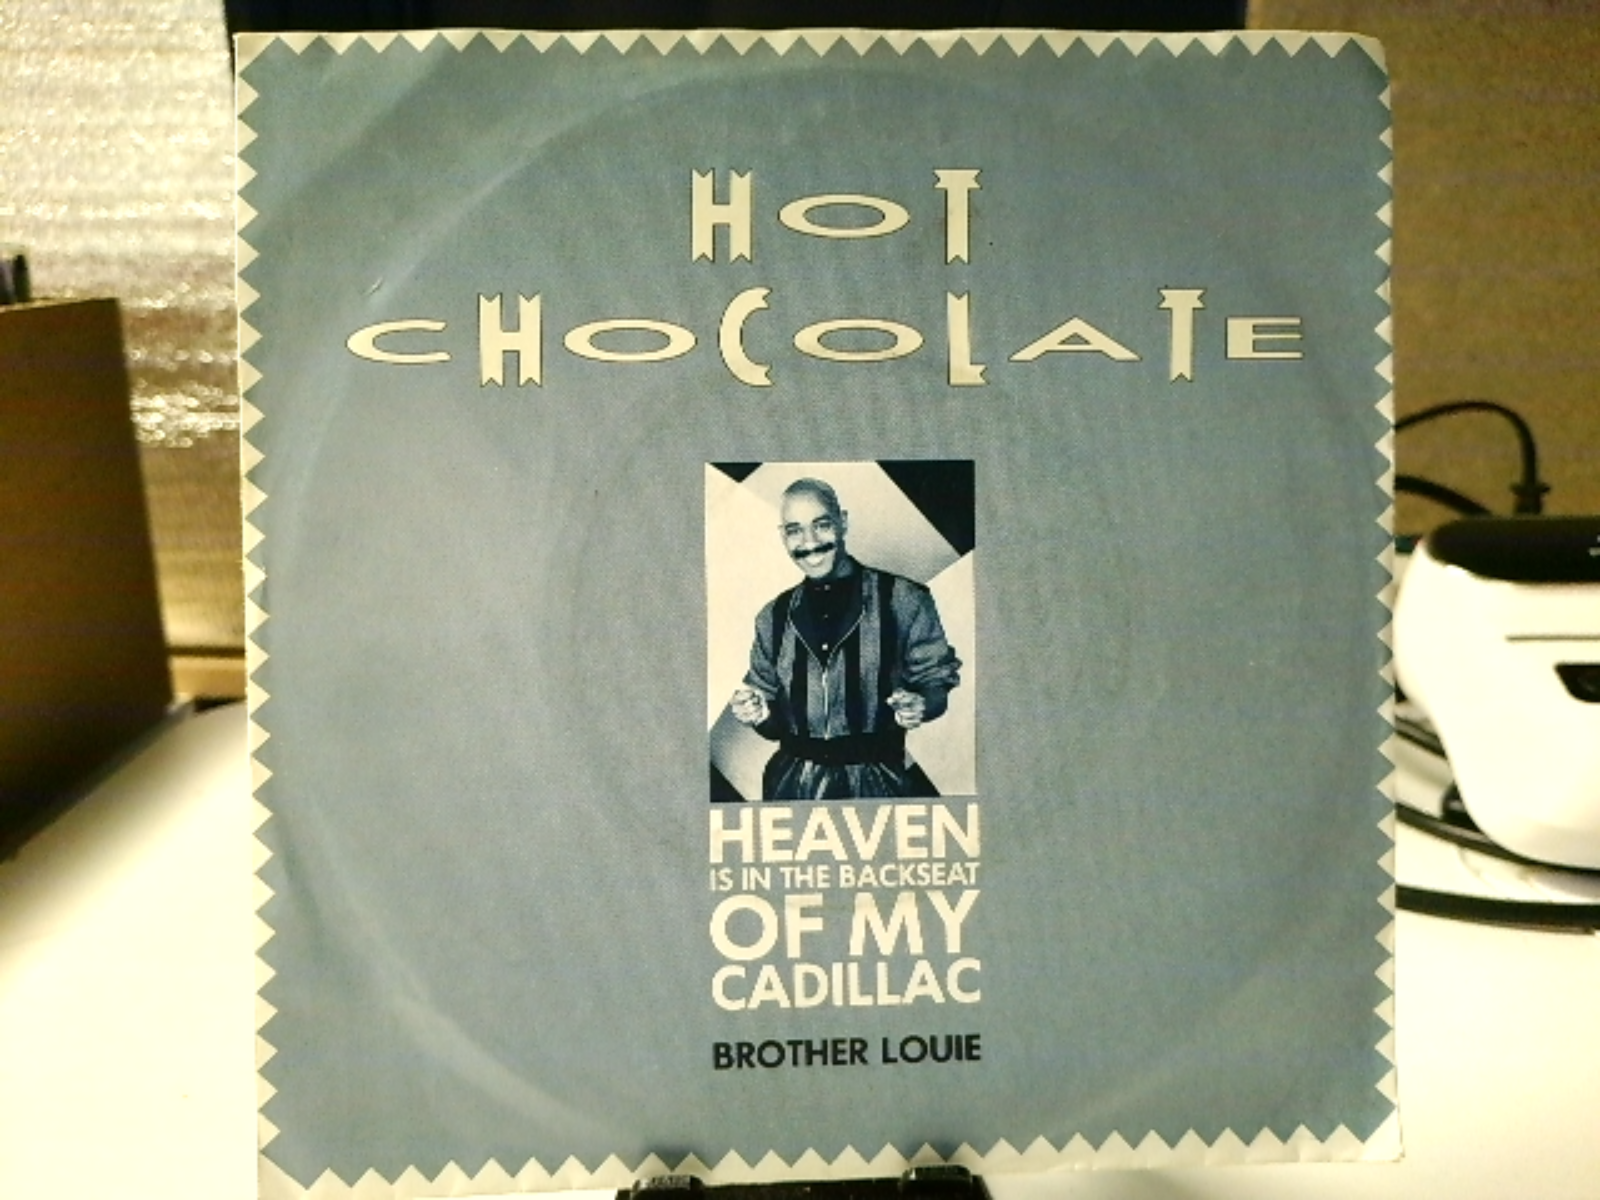 HOT
CHOCOLATE
HEAVEN
IS IN THE BACKSEAT
OF MY
CADILLAC
BROTHER LOUIE